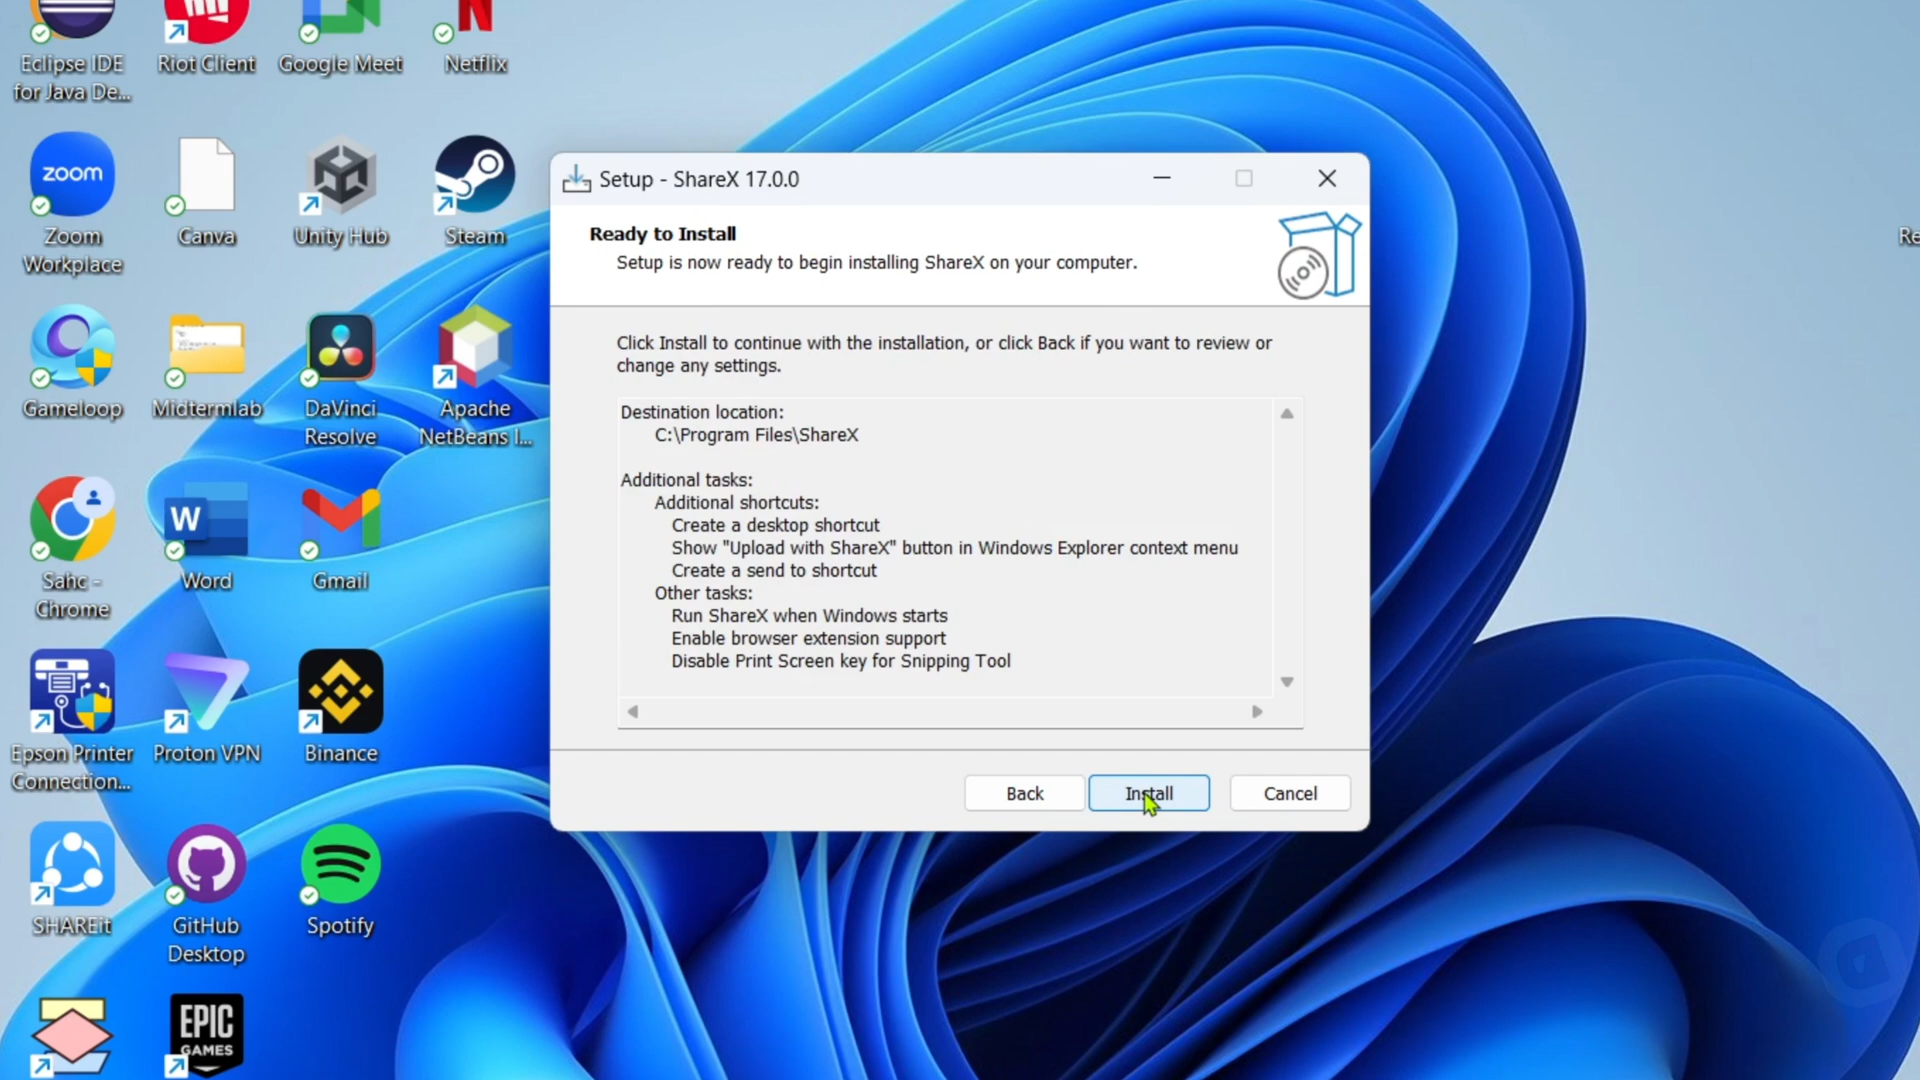 Eclipse IDE
for Java De...
Riot Client
Google Meet
Netflix
zoom
Zoom
Workplace
Canva
Unity Hub
Steam
Re
Gameloop
Midtermlab
DaVinci
Resolve
Apache
NetBeans I...
Sahc -
Chrome
W
Word
Gmail
Epson Printer
Connection...
Proton VPN
Binance
SHAREit
GitHub
Desktop
Spotify
EPIC
GAMES
Setup - ShareX 17.0.0
Ready to Install
Setup is now ready to begin installing ShareX on your computer.
Click Install to continue with the installation, or click Back if you want to review or
change any settings.
Destination location:
C:\Program Files\ShareX
Additional tasks:
Additional shortcuts:
Create a desktop shortcut
Show "Upload with ShareX" button in Windows Explorer context menu
Create a send to shortcut
Other tasks:
Run ShareX when Windows starts
Enable browser extension support
Disable Print Screen key for Snipping Tool
Back
Install
Cancel